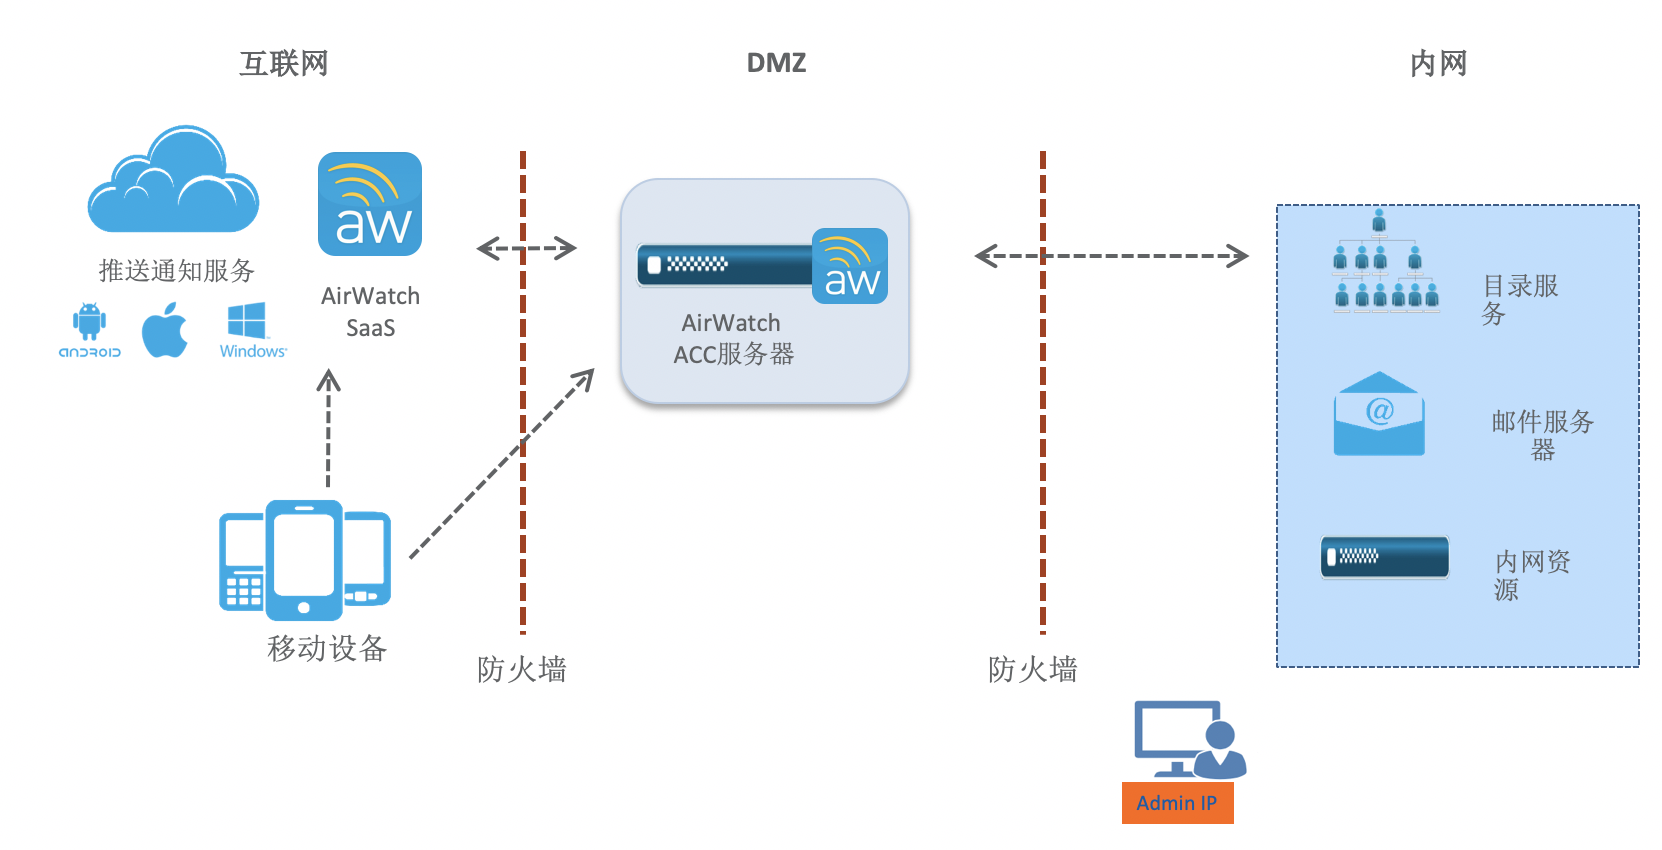 互联网
DMZ
内网
aw
推送通知服务
AirWatch
SaaS
ANDROID
Windows
aw
AirWatch
ACC服务器
目录服
务
@
邮件服务
器
内网资
源
移动设备
防火墙
防火墙
Admin IP